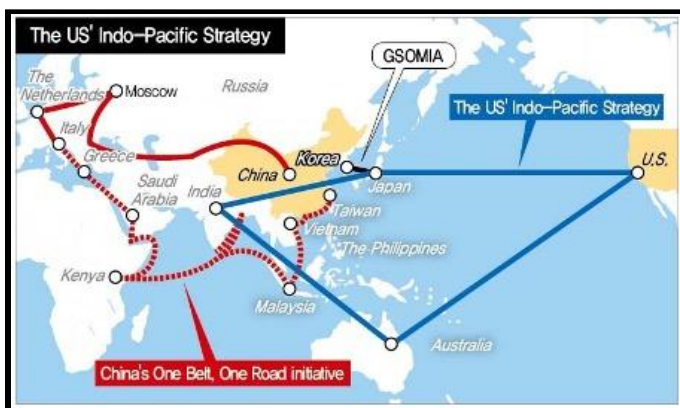 The US' Indo-Pacific Strategy
GSOMIA
The
Netherlands
Moscow
Russia
The US' Indo-Pacific Strategy
Italy
Greece
Korea
China
Japan
U.S.
Saudi
Arabia
India
Taiwan
Vietnam
The Philippines
Kenya
Malaysia
Australia
China's One Belt, One Road initiative